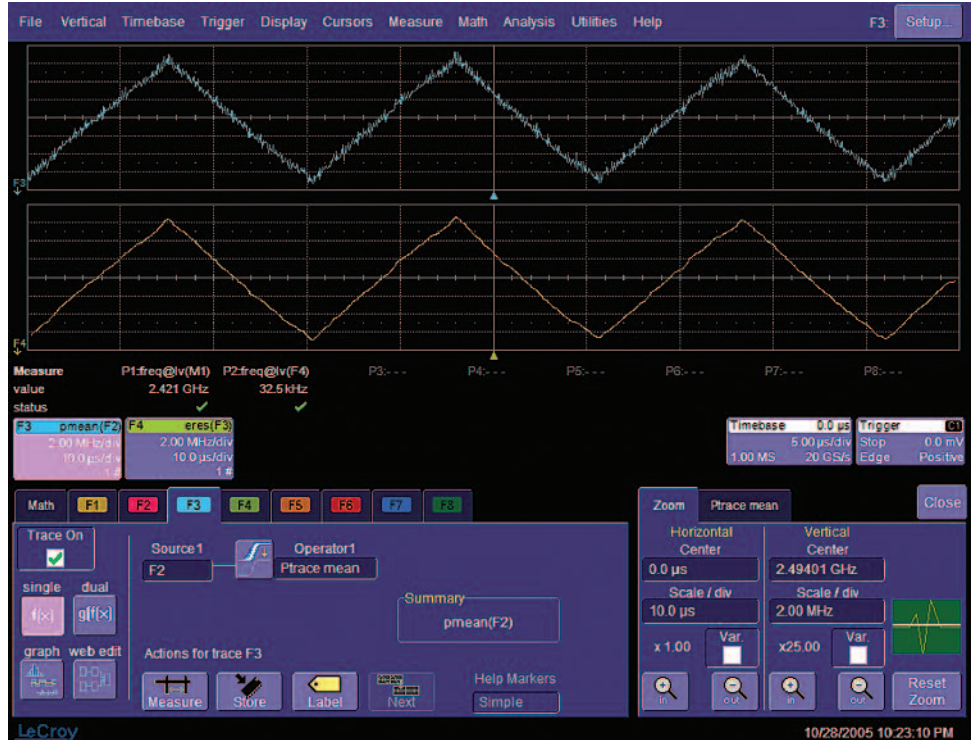 File Vertical Timebase Trigger Display Cursors Measure Math Analysis Utilities Help F3: Setup...
F3
F4
Measure P1:freq@lv(M1) P2:freq@lv(F4) P3:- - - P4:- - - P5:- - - P6:- - - P7:- - - P8:- - -
value 2.421 GHz 32.5 kHz
status
F3 pmean(F2) F4 eres(F3) Timebase 0.0 µs Trigger C1
2.00 MHz/div 2.00 MHz/div 5.00 µs/div Stop 0.0 mV
10.0 µs/div 10.0 µs/div 1.00 MS 20 GS/s Edge Positive
1 # 1 #
Math F1 F2 F3 F4 F5 F6 F7 F8 Zoom Ptrace mean Close
Trace On Horizontal Vertical
Source1 Operator1 Center Center
F2 Ptrace mean 0.0 µs 2.49401 GHz
single dual Scale / div Scale / div
f(x) g(f(x) Summary 10.0 µs 2.00 MHz
pmean(F2) x 1.00 Var. x25.00 Var.
graph web edit Actions for trace F3
Measure Store Label Next Help Markers Simple in out in out Reset Zoom
LeCroy 10/28/2005 10:23:10 PM